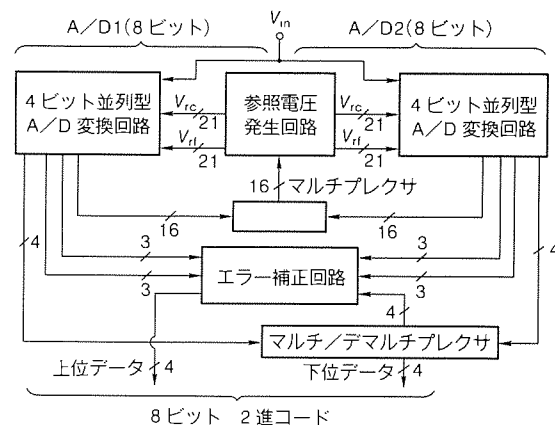 A/D1(8ビット)
Vin
A/D2(8ビット)
4ビット並列型
A/D 変換回路
Vrc
21
Vrf
21
参照電圧
発生回路
Vrc
21
Vrf
21
4ビット並列型
A/D 変換回路
16 マルチプレクサ
16
16
4
3
3
エラー補正回路
3
3
4
4
マルチ/デマルチプレクサ
上位データ 4
下位データ 4
8ビット 2進コード